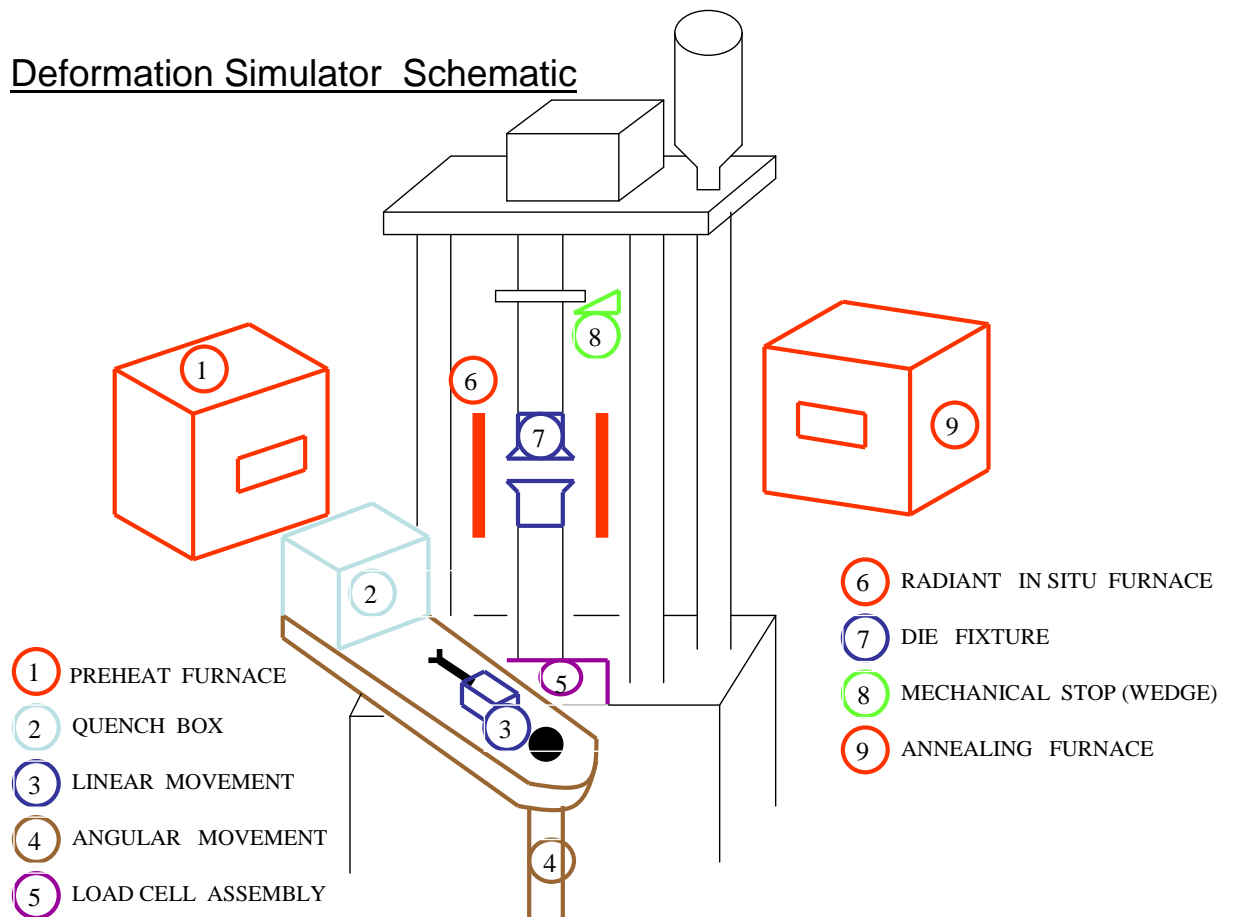 Deformation Simulator Schematic
8
1
6
7
9
2
5
3
4
1 PREHEAT FURNACE
2 QUENCH BOX
3 LINEAR MOVEMENT
4 ANGULAR MOVEMENT
5 LOAD CELL ASSEMBLY
6 RADIANT IN SITU FURNACE
7 DIE FIXTURE
8 MECHANICAL STOP (WEDGE)
9 ANNEALING FURNACE